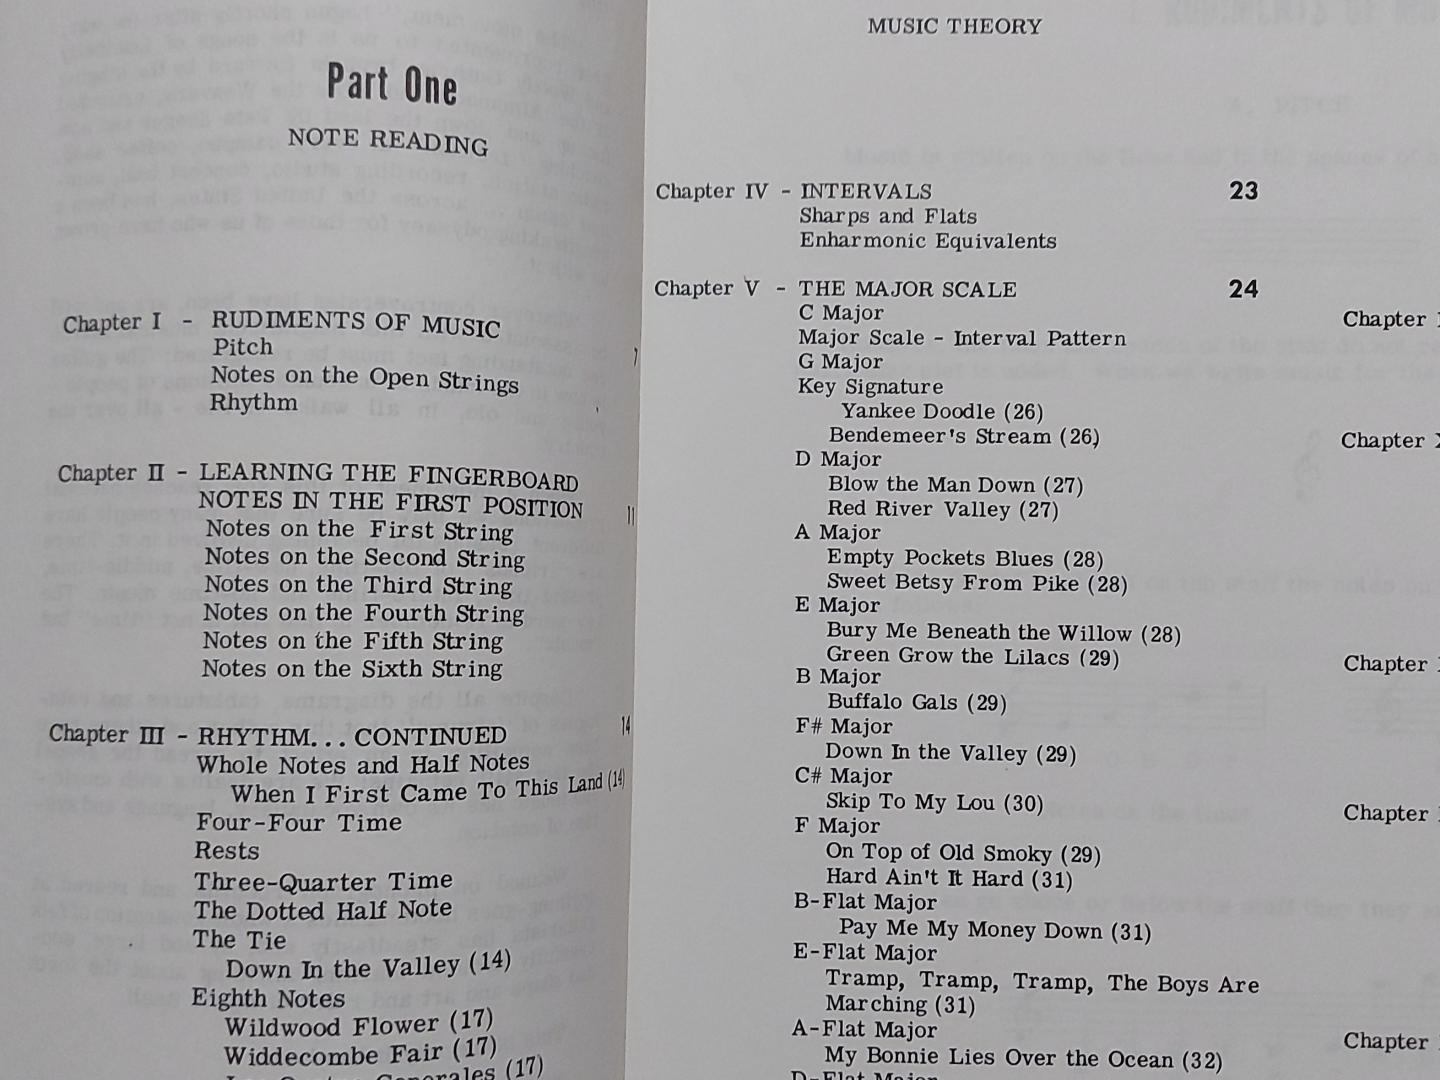 Part One
NOTE READING
Chapter I - RUDIMENTS OF MUSIC
Pitch 7
Notes on the Open Strings
Rhythm
Chapter II - LEARNING THE FINGERBOARD
NOTES IN THE FIRST POSITION 11
Notes on the First String
Notes on the Second String
Notes on the Third String
Notes on the Fourth String
Notes on the Fifth String
Notes on the Sixth String
Chapter III - RHYTHM... CONTINUED 14
Whole Notes and Half Notes
When I First Came To This Land (14)
Four-Four Time
Rests
Three-Quarter Time
The Dotted Half Note
The Tie
Down In the Valley (14)
Eighth Notes
Wildwood Flower (17)
Widdecombe Fair (17)
(17)
MUSIC THEORY
Chapter IV - INTERVALS 23
Sharps and Flats
Enharmonic Equivalents
Chapter V - THE MAJOR SCALE 24
C Major
Major Scale - Interval Pattern
G Major
Key Signature
Yankee Doodle (26)
Bendemeer's Stream (26)
D Major
Blow the Man Down (27)
Red River Valley (27)
A Major
Empty Pockets Blues (28)
Sweet Betsy From Pike (28)
E Major
Bury Me Beneath the Willow (28)
Green Grow the Lilacs (29)
B Major
Buffalo Gals (29)
F# Major
Down In the Valley (29)
C# Major
Skip To My Lou (30)
F Major
On Top of Old Smoky (29)
Hard Ain't It Hard (31)
B-Flat Major
Pay Me My Money Down (31)
E-Flat Major
Tramp, Tramp, Tramp, The Boys Are
Marching (31)
A-Flat Major
My Bonnie Lies Over the Ocean (32)
D-Flat Major
Chapter
Chapter
Chapter
Chapter
Chapter